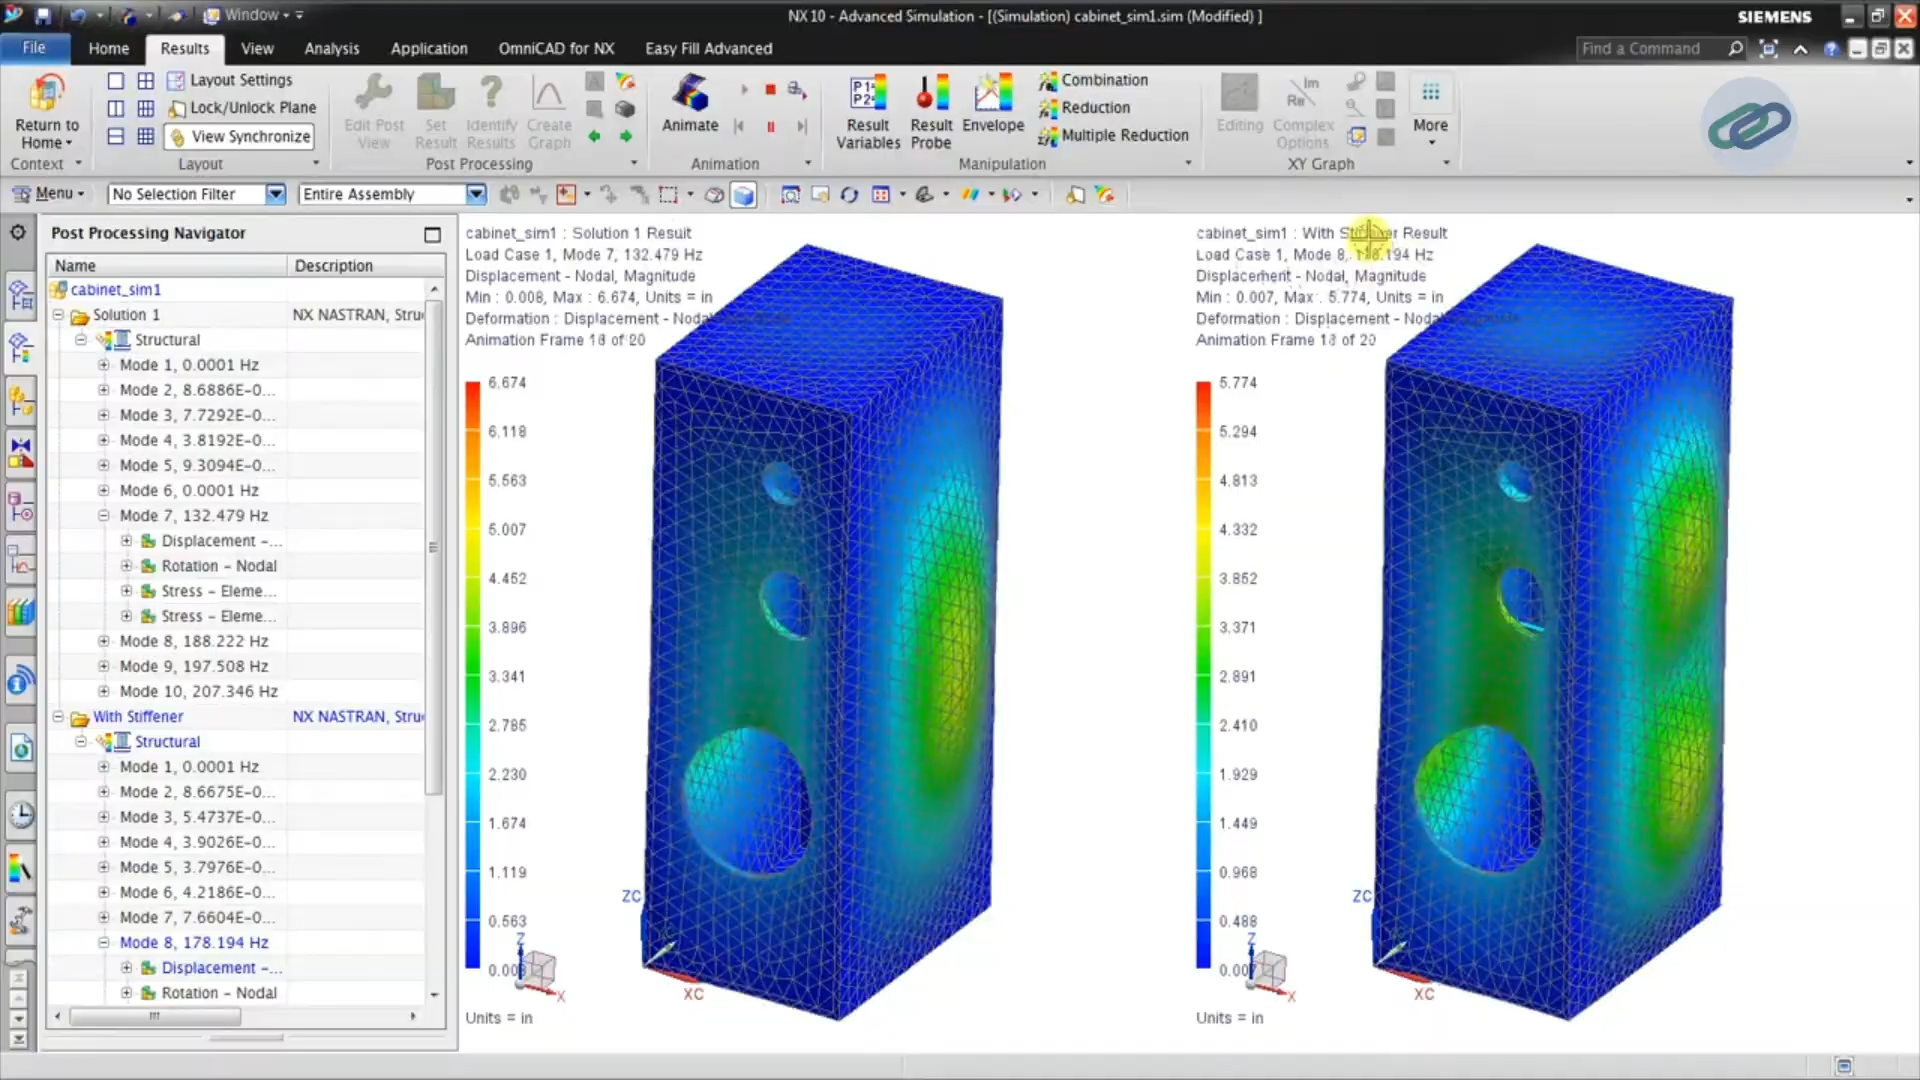 Window
NX 10 - Advanced Simulation - [(Simulation) cabinet_sim1.sim (Modified) ]
SIEMENS
File
Home
Results
View
Analysis
Application
OmniCAD for NX
Easy Fill Advanced
Find a Command
Return to
Home
Context
Layout Settings
Lock/Unlock Plane
View Synchronize
Layout
Edit Post
View
Set
Result
Identify
Results
Create
Graph
Post Processing
Animate
Animation
Result
Variables
Result
Probe
Envelope
Combination
Reduction
Multiple Reduction
Manipulation
Editing
Complex
Options
XY Graph
More
Menu
No Selection Filter
Entire Assembly
Post Processing Navigator
Name
Description
cabinet_sim1
Solution 1
NX NASTRAN, Stru
Structural
Mode 1, 0.0001 Hz
Mode 2, 8.6886E-0...
Mode 3, 7.7292E-0...
Mode 4, 3.8192E-0...
Mode 5, 9.3094E-0...
Mode 6, 0.0001 Hz
Mode 7, 132.479 Hz
Displacement -...
Rotation - Nodal
Stress - Eleme...
Stress - Eleme...
Mode 8, 188.222 Hz
Mode 9, 197.508 Hz
Mode 10, 207.346 Hz
With Stiffener
NX NASTRAN, Stru
Structural
Mode 1, 0.0001 Hz
Mode 2, 8.6675E-0...
Mode 3, 5.4737E-0...
Mode 4, 3.9026E-0...
Mode 5, 3.7976E-0...
Mode 6, 4.2186E-0...
Mode 7, 7.6604E-0...
Mode 8, 178.194 Hz
Displacement -...
Rotation - Nodal
cabinet_sim1 : Solution 1 Result
Load Case 1, Mode 7, 132.479 Hz
Displacement - Nodal, Magnitude
Min : 0.008, Max : 6.674, Units = in
Deformation : Displacement - Nodal
Animation Frame 18 of 20
6.674
6.118
5.563
5.007
4.452
3.896
3.341
2.785
2.230
1.674
1.119
0.563
0.008
ZC
XC
Z
X
Units = in
cabinet_sim1 : With Stiffener Result
Load Case 1, Mode 8, 178.194 Hz
Displacement - Nodal, Magnitude
Min : 0.007, Max : 5.774, Units = in
Deformation : Displacement - Nodal
Animation Frame 18 of 20
5.774
5.294
4.813
4.332
3.852
3.371
2.891
2.410
1.929
1.449
0.968
0.488
0.007
ZC
XC
Z
X
Units = in